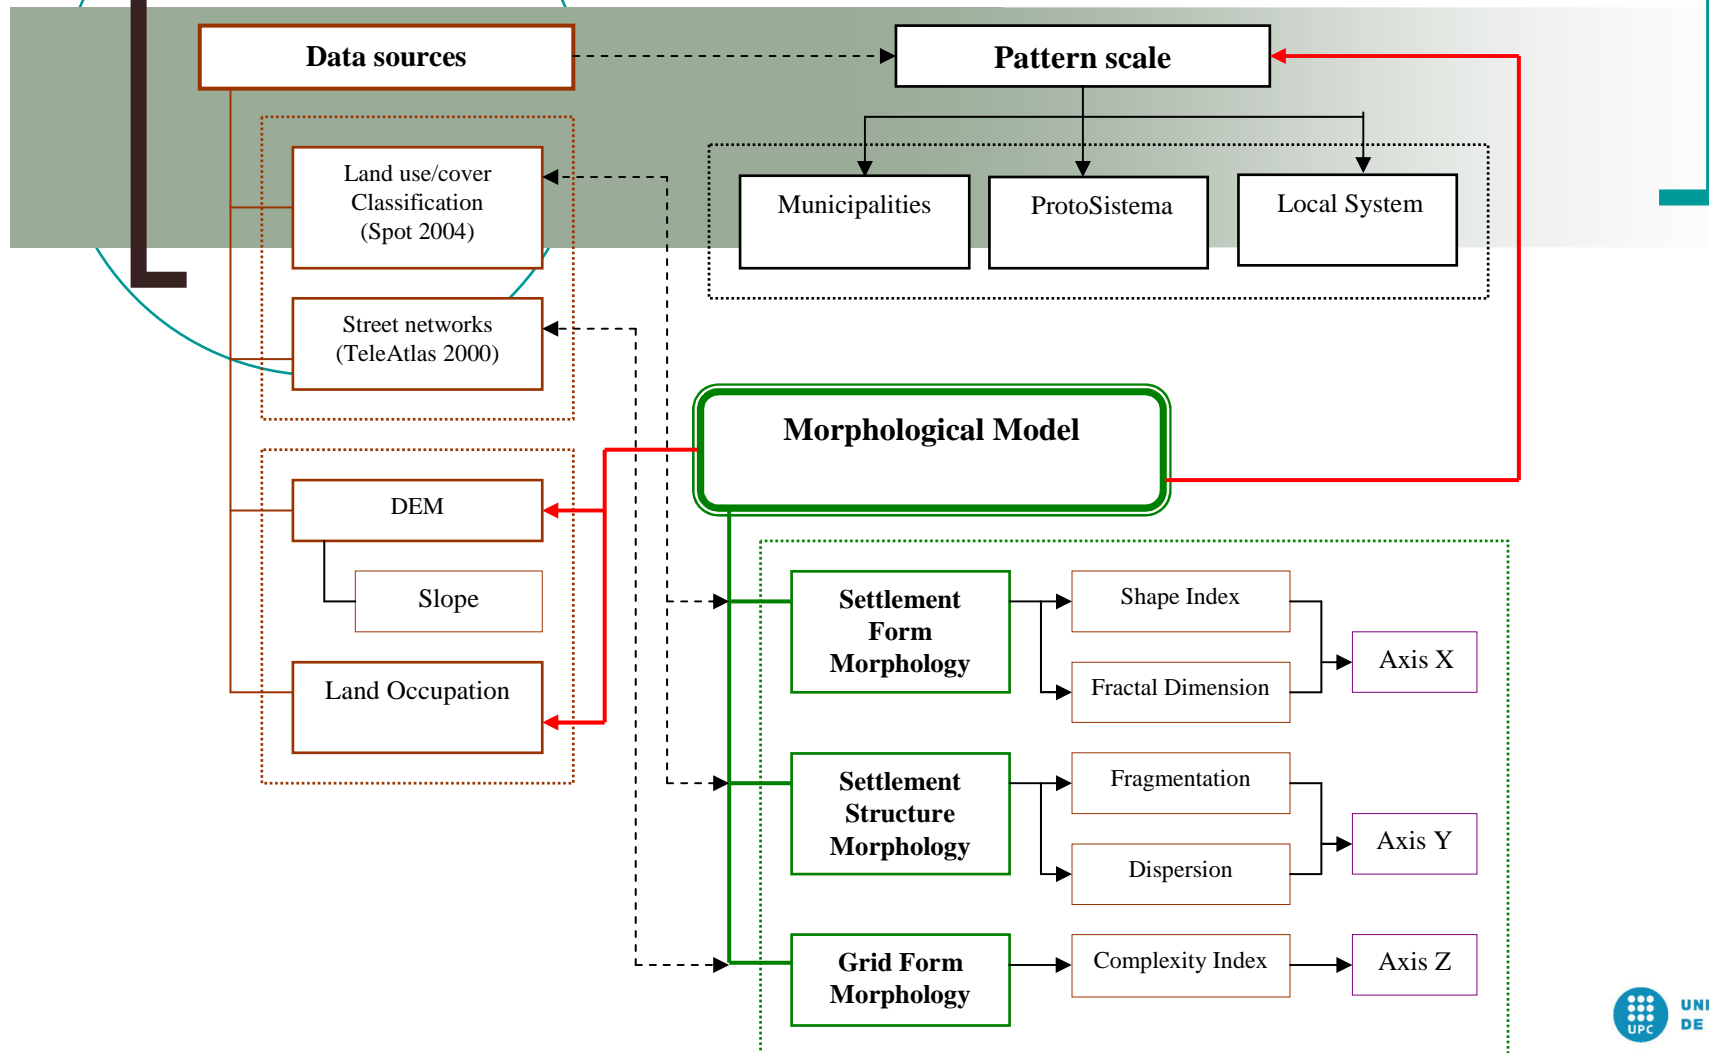 Data sources
Pattern scale
Land use/cover
Classification
(Spot 2004)
Municipalities
ProtoSistema
Local System
Street networks
(TeleAtlas 2000)
Morphological Model
DEM
Slope
Land Occupation
Settlement
Form
Morphology
Shape Index
Fractal Dimension
Axis X
Settlement
Structure
Morphology
Fragmentation
Dispersion
Axis Y
Grid Form
Morphology
Complexity Index
Axis Z
UPC
UNI
DE